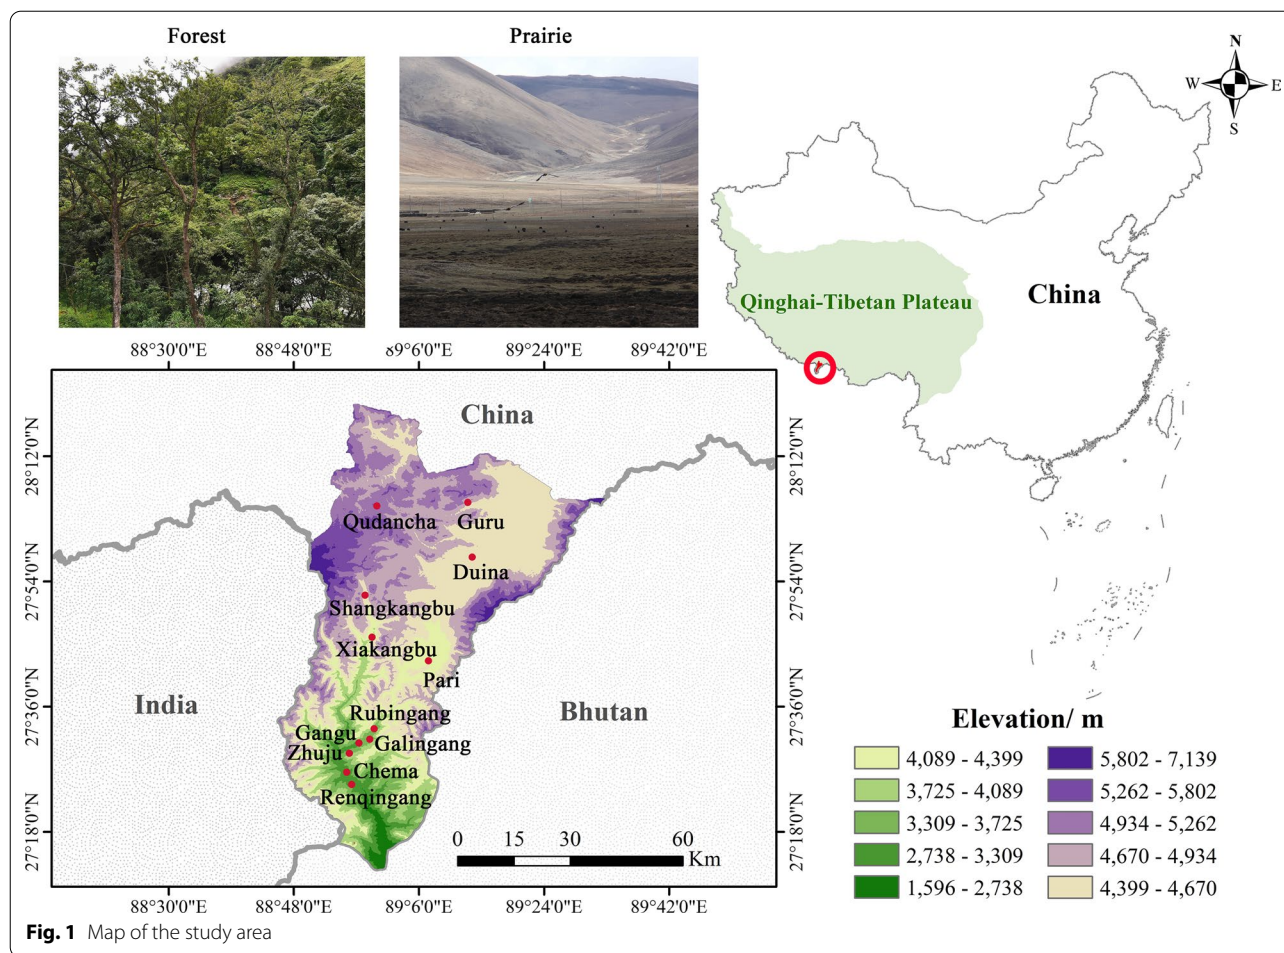 Forest
Prairie
N
W
E
S
Qinghai-Tibetan Plateau
China
88°30'0"E
88°48'0"E
89°6'0"E
89°24'0"E
89°42'0"E
28°12'0"N
27°54'0"N
27°36'0"N
27°18'0"N
28°12'0"N
27°54'0"N
27°36'0"N
27°18'0"N
China
Qudancha
Guru
Duina
Shangkangbu
Xiakangbu
Pari
India
Bhutan
Rubingang
Gangu
Galingang
Zhuju
Chema
Renqingang
0 15 30 60
Km
88°30'0"E
88°48'0"E
89°6'0"E
89°24'0"E
89°42'0"E
Elevation/ m
4,089 - 4,399
3,725 - 4,089
3,309 - 3,725
2,738 - 3,309
1,596 - 2,738
5,802 - 7,139
5,262 - 5,802
4,934 - 5,262
4,670 - 4,934
4,399 - 4,670
Fig. 1 Map of the study area